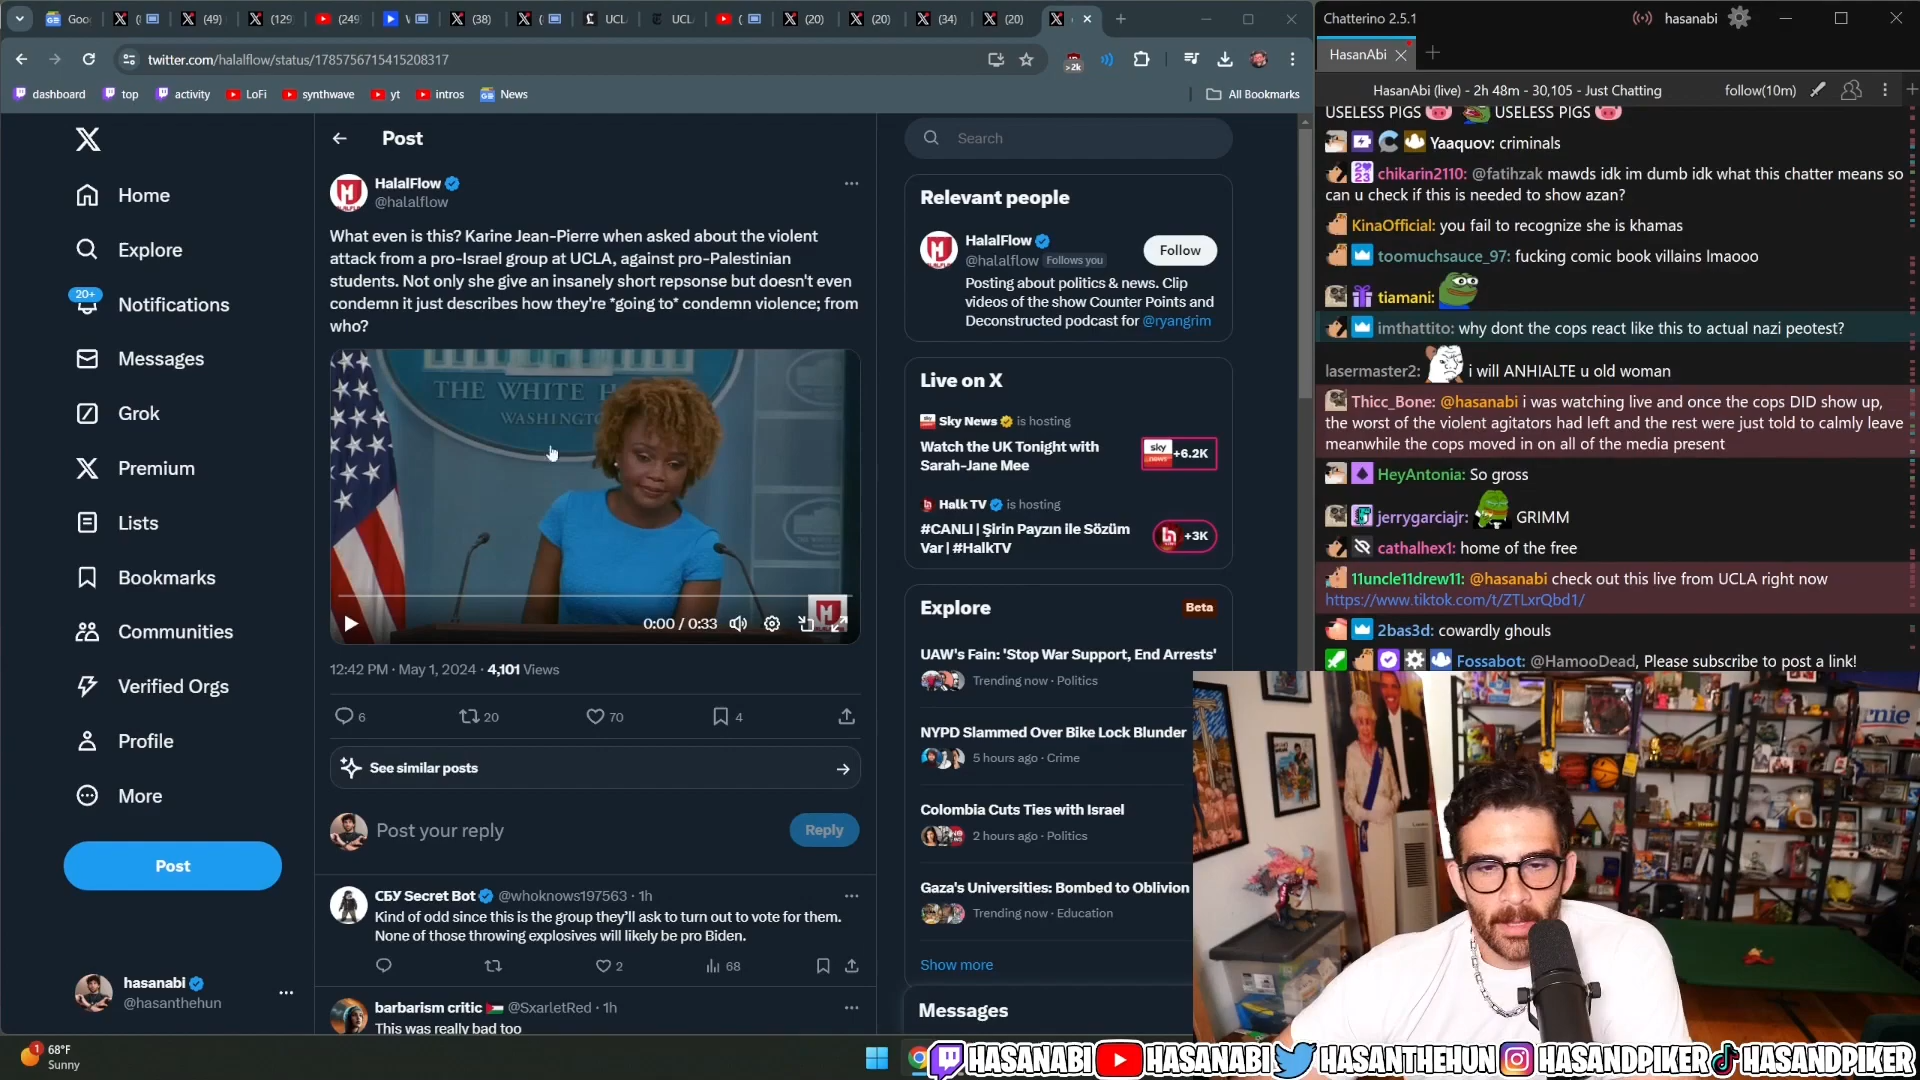 Goo
(49)
(129
(249
(38)
UCL
UCL
(20)
(20)
(34)
(20)
twitter.com/halalflow/status/1785756715415208317
>2k
dashboard
top
activity
LoFi
synthwave
yt
intros
News
All Bookmarks
Home
Explore
20+
Notifications
Messages
Grok
Premium
Lists
Bookmarks
Communities
Verified Orgs
Profile
More
Post
hasanabi
@hasanthehun
Post
HalalFlow
@halalflow
What even is this? Karine Jean-Pierre when asked about the violent
attack from a pro-Israel group at UCLA, against pro-Palestinian
students. Not only she give an insanely short repsonse but doesn't even
condemn it just describes how they're *going to* condemn violence; from
who?
THE WHITE H
WASHINGTO
0:00 / 0:33
12:42 PM · May 1, 2024 · 4,101 Views
6
20
70
4
See similar posts
Post your reply
Reply
СБУ Secret Bot @whoknows197563 · 1h
Kind of odd since this is the group they'll ask to turn out to vote for them.
None of those throwing explosives will likely be pro Biden.
2
68
barbarism critic @SxarletRed · 1h
This was really bad too
Search
Relevant people
HalalFlow
@halalflow Follows you
Follow
Posting about politics & news. Clip
videos of the show Counter Points and
Deconstructed podcast for @ryangrim
Live on X
Sky News is hosting
Watch the UK Tonight with
Sarah-Jane Mee
sky
news
+6.2K
Halk TV is hosting
#CANLI | Şirin Payzın ile Sözüm
Var | #HalkTV
+3K
Explore
Beta
UAW's Fain: 'Stop War Support, End Arrests'
Trending now · Politics
NYPD Slammed Over Bike Lock Blunder
5 hours ago · Crime
Colombia Cuts Ties with Israel
2 hours ago · Politics
Gaza's Universities: Bombed to Oblivion
Trending now · Education
Show more
Messages
Chatterino 2.5.1
hasanabi
HasanAbi
HasanAbi (live) - 2h 48m - 30,105 - Just Chatting
follow(10m)
USELESS PIGS USELESS PIGS
Yaaquov: criminals
chikarin2110: @fatihzak mawds idk im dumb idk what this chatter means so
can u check if this is needed to show azan?
KinaOfficial: you fail to recognize she is khamas
toomuchsauce_97: fucking comic book villains lmaooo
tiamani:
imthattito: why dont the cops react like this to actual nazi peotest?
lasermaster2: i will ANHIALTE u old woman
Thicc_Bone: @hasanabi i was watching live and once the cops DID show up,
the worst of the violent agitators had left and the rest were just told to calmly leave
meanwhile the cops moved in on all of the media present
HeyAntonia: So gross
jerrygarciajr: GRIMM
cathalhex1: home of the free
11uncle11drew11: @hasanabi check out this live from UCLA right now
https://www.tiktok.com/t/ZTLxrQbd1/
2bas3d: cowardly ghouls
Fossabot: @HamooDead, Please subscribe to post a link!
rnie
1
68°F
Sunny
HASANABI
HASANABI
HASANTHEHUN
HASANDPIKER
HASANDPIKER